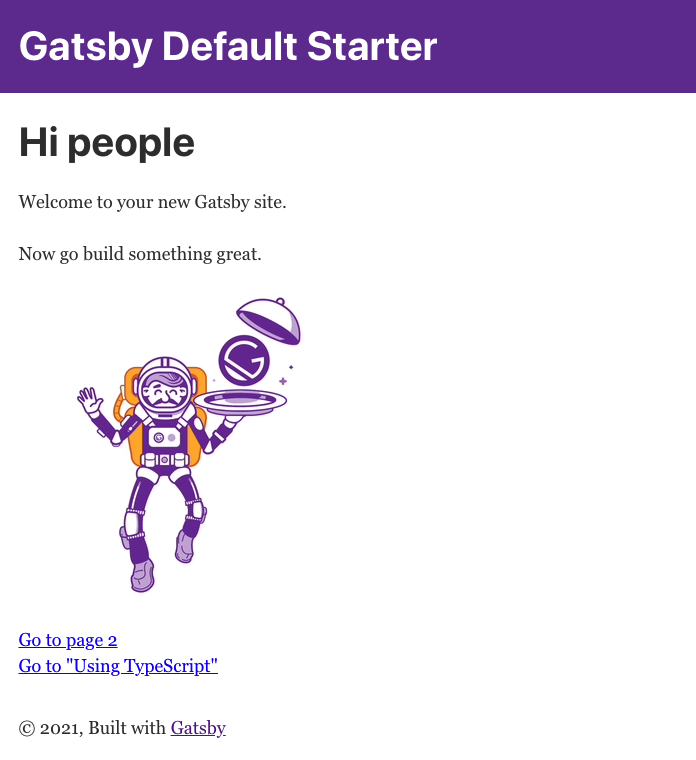 Gatsby Default Starter
Hi people
Welcome to your new Gatsby site.
Now go build something great.
Go to page 2
Go to "Using TypeScript"
© 2021, Built with Gatsby